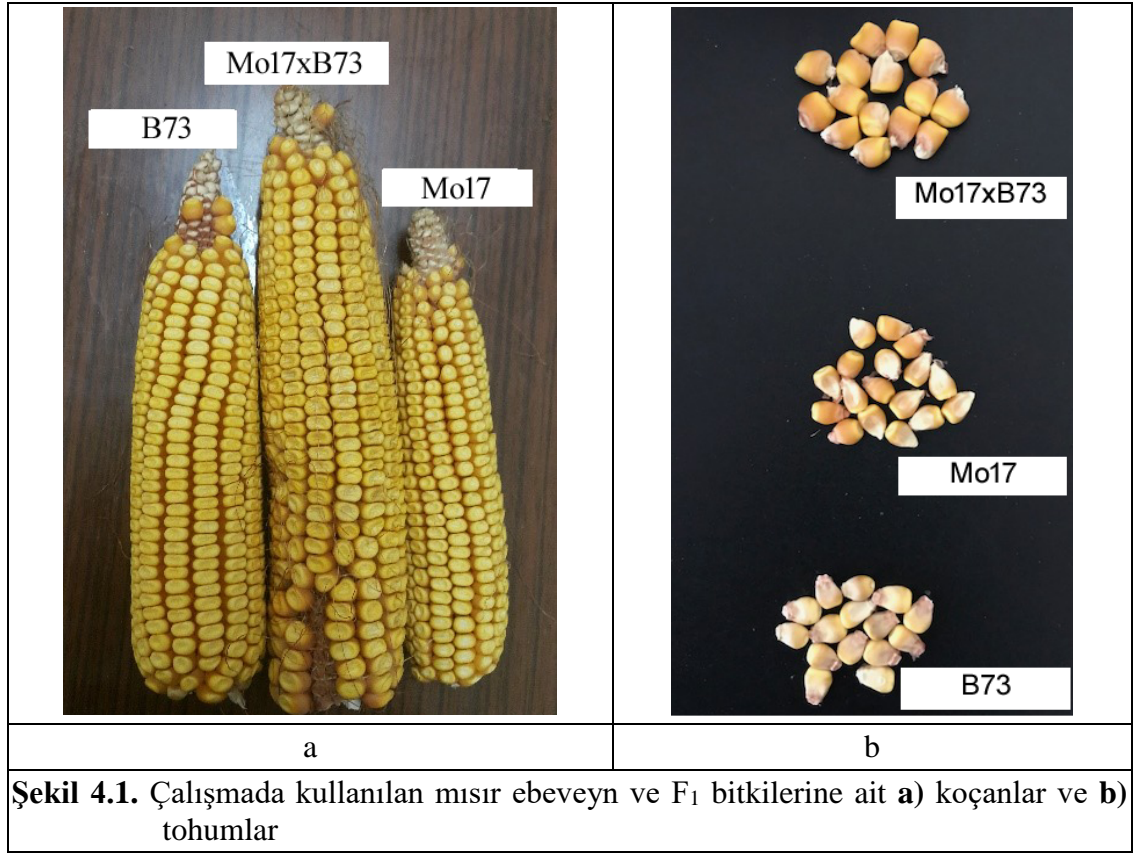 Mo17xB73
B73
Mo17
Mo17xB73
Mo17
B73
a
b
Şekil 4.1. Çalışmada kullanılan mısır ebeveyn ve F₁ bitkilerine ait a) koçanlar ve b)
tohumlar